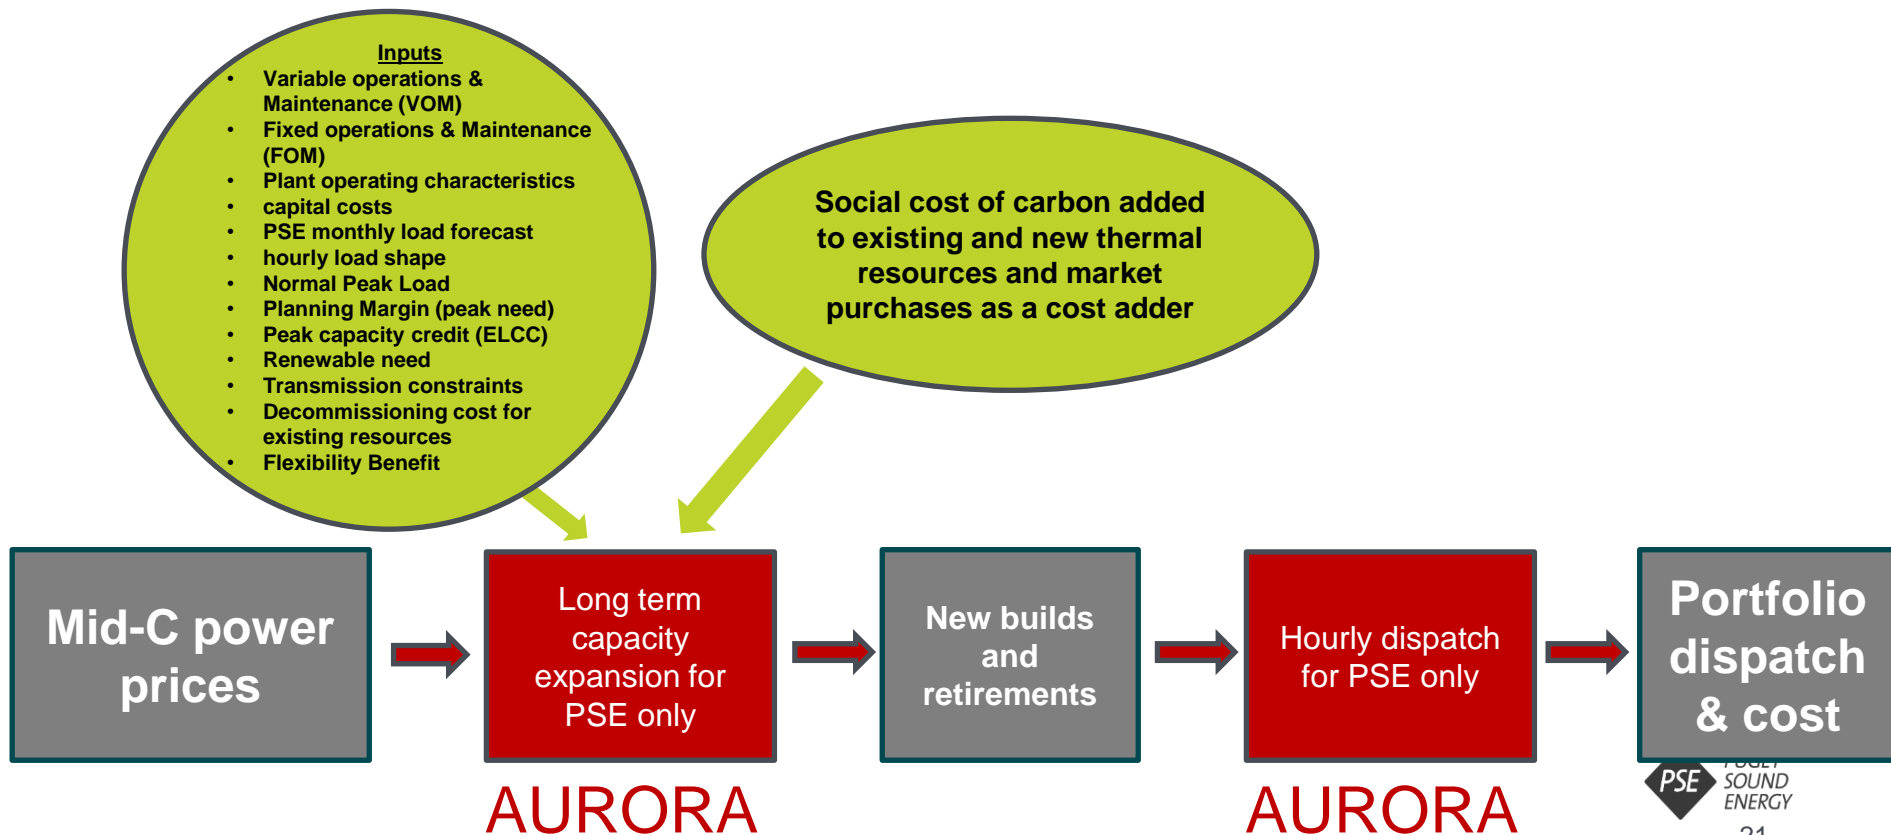 Inputs
• Variable operations &
Maintenance (VOM)
• Fixed operations & Maintenance
(FOM)
• Plant operating characteristics
• capital costs
• PSE monthly load forecast
• hourly load shape
• Normal Peak Load
• Planning Margin (peak need)
• Peak capacity credit (ELCC)
• Renewable need
• Transmission constraints
• Decommissioning cost for
existing resources
• Flexibility Benefit
Social cost of carbon added
to existing and new thermal
resources and market
purchases as a cost adder
Mid-C power
prices
Long term
capacity
expansion for
PSE only
New builds
and
retirements
Hourly dispatch
for PSE only
Portfolio
dispatch
& cost
AURORA
AURORA
PSE
PUGET
SOUND
ENERGY
21